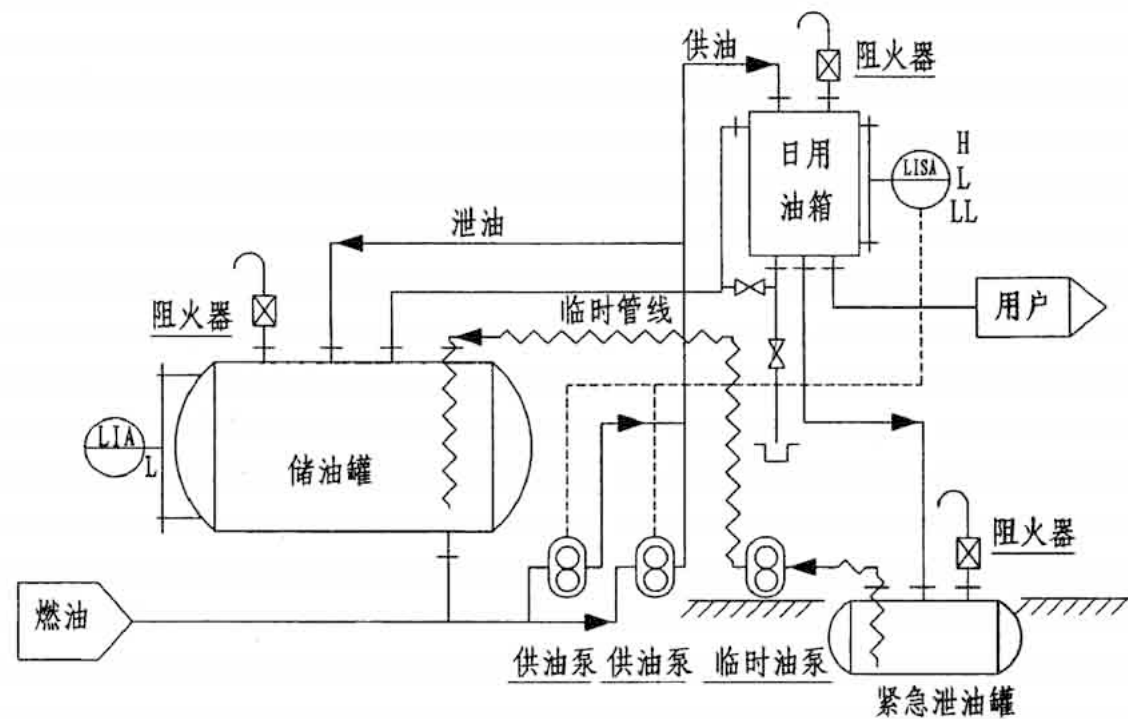 供油
阻火器
日用
油箱
LISA
H
L
LL
泄油
阻火器
临时管线
用户
LIA
L
储油罐
阻火器
燃油
供油泵
供油泵
临时油泵
紧急泄油罐